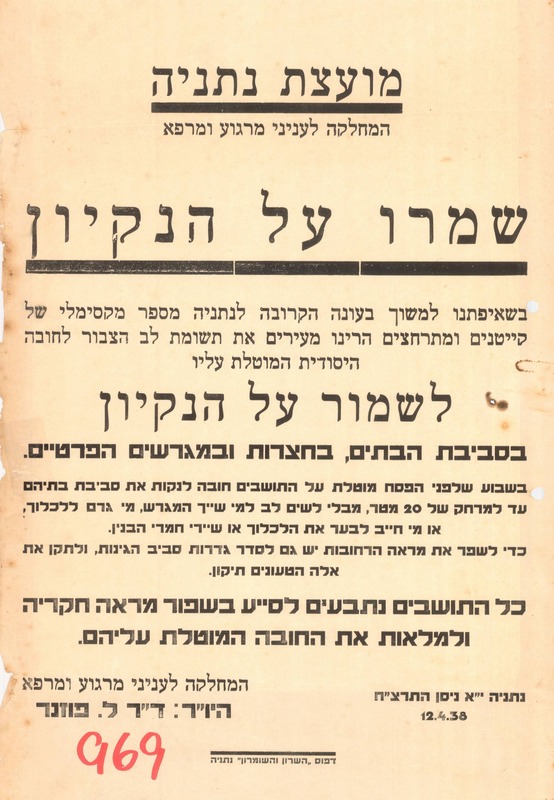 מועצת נתניה
המחלקה לעניני מרגוע ומרפא
שמרו על הנקיון
בשאיפתנו למשוך בעונה הקרובה לנתניה מספר מקסימלי של
קייטנים ומתרחצים הרינו מעירים את תשומת לב הצבור לחובה
היסודית המוטלת עליו
לשמור על הנקיון
בסביבת הבתים, בחצרות ובמגרשים הפרטיים.
בשבוע שלפני הפסח מוטלת על התושבים חובה לנקות את סביבת בתיהם
עד למרחק של 20 מטר, מבלי לשים לב למי שייך המגרש, מי גרם ללכלוך,
או מי חייב לבער את הלכלוך או שיירי חמרי הבנין.
כדי לשפר את מראה הרחובות יש גם לסדר גדרות סביב הגינות, ולתקן את
אלה הטעונים תיקון.
כל התושבים נתבעים לסייע בשפור מראה הקריה
ולמלאות את החובה המוטלת עליהם.
המחלקה לעניני מרגוע ומרפא
היו"ר: ד"ר ל. פוזנר
נתניה י"א ניסן התרצ"ח
12.4.38
969
דפוס „השרון והשומרון" נתניה